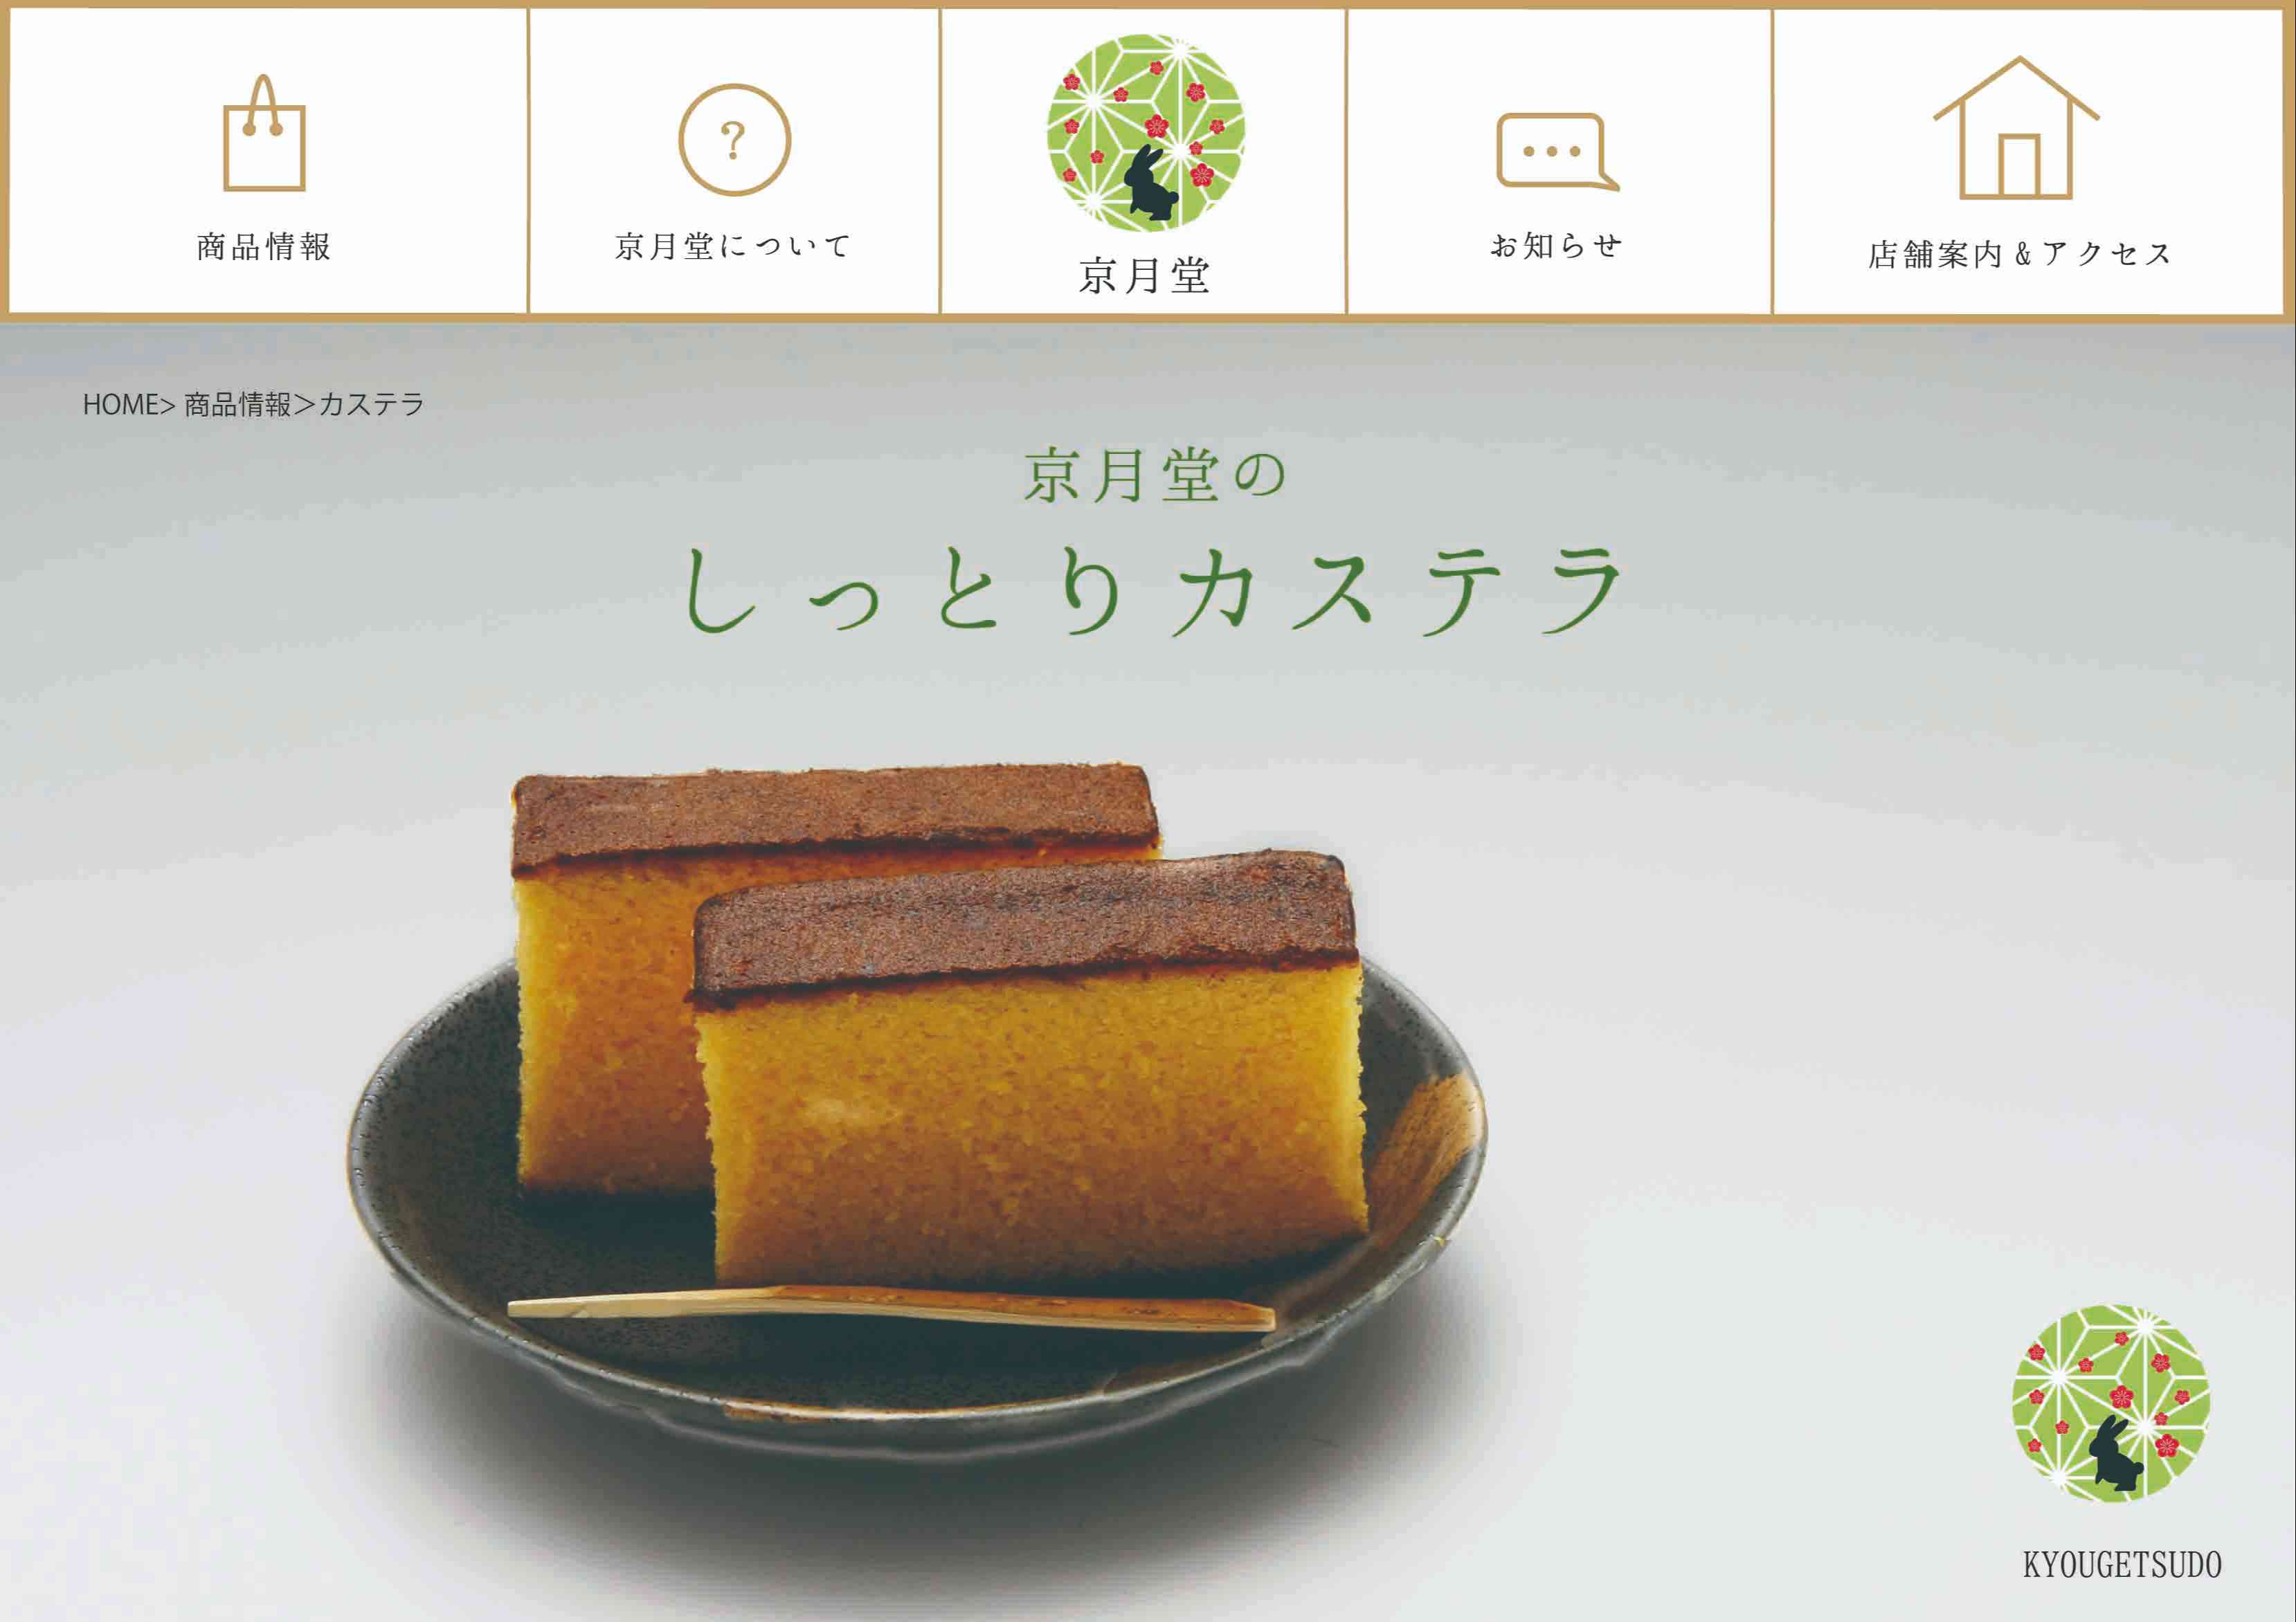 商品情報
?
京月堂について
京月堂
お知らせ
店舗案内&アクセス
HOME> 商品情報＞カステラ
京月堂の
しっとりカステラ
KYOUGETSUDO